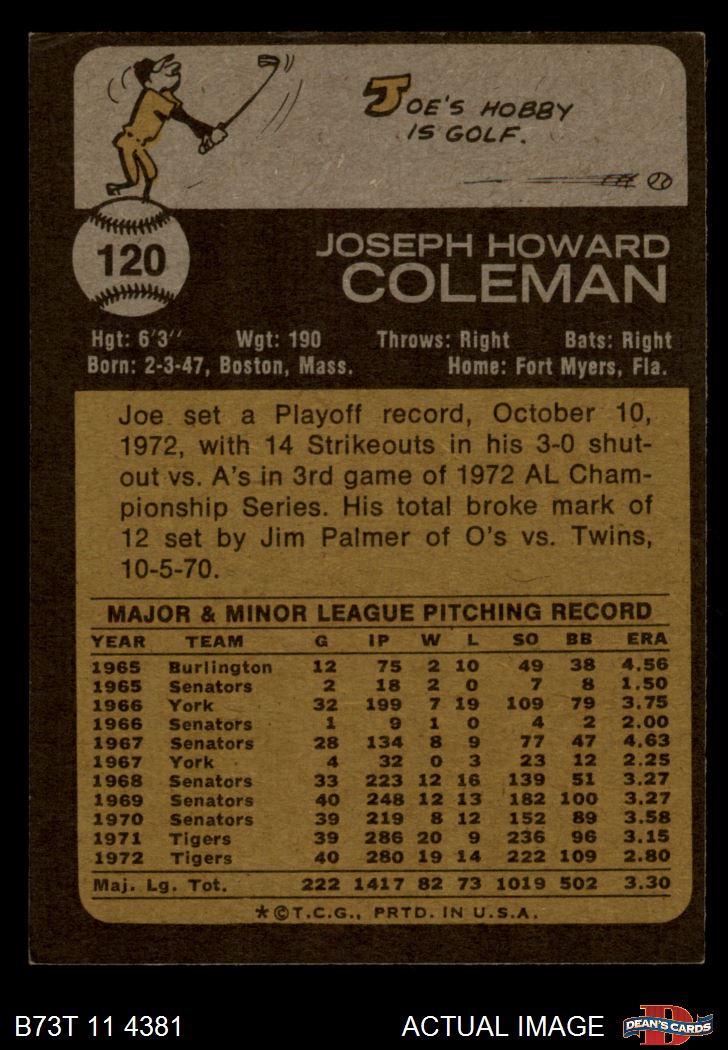 JOE'S HOBBY
IS GOLF.
120
JOSEPH HOWARD
COLEMAN
Hgt: 6'3" Wgt: 190 Throws: Right Bats: Right
Born: 2-3-47, Boston, Mass. Home: Fort Myers, Fla.
Joe set a Playoff record, October 10,
1972, with 14 Strikeouts in his 3-0 shut-
out vs. A's in 3rd game of 1972 AL Cham-
pionship Series. His total broke mark of
12 set by Jim Palmer of O's vs. Twins,
10-5-70.
MAJOR & MINOR LEAGUE PITCHING RECORD
YEAR TEAM G IP W L SO BB ERA
1965 Burlington 12 75 2 10 49 38 4.56
1965 Senators 2 18 2 0 7 8 1.50
1966 York 32 199 7 19 109 79 3.75
1966 Senators 1 9 1 0 4 2 2.00
1967 Senators 28 134 8 9 77 47 4.63
1967 York 4 32 0 3 23 12 2.25
1968 Senators 33 223 12 16 139 51 3.27
1969 Senators 40 248 12 13 182 100 3.27
1970 Senators 39 219 8 12 152 89 3.58
1971 Tigers 39 286 20 9 236 96 3.15
1972 Tigers 40 280 19 14 222 109 2.80
Maj. Lg. Tot. 222 1417 82 73 1019 502 3.30
*©T.C.G., PRTD. IN U.S.A.
B73T 11 4381 ACTUAL IMAGE D DEAN'S CARDS